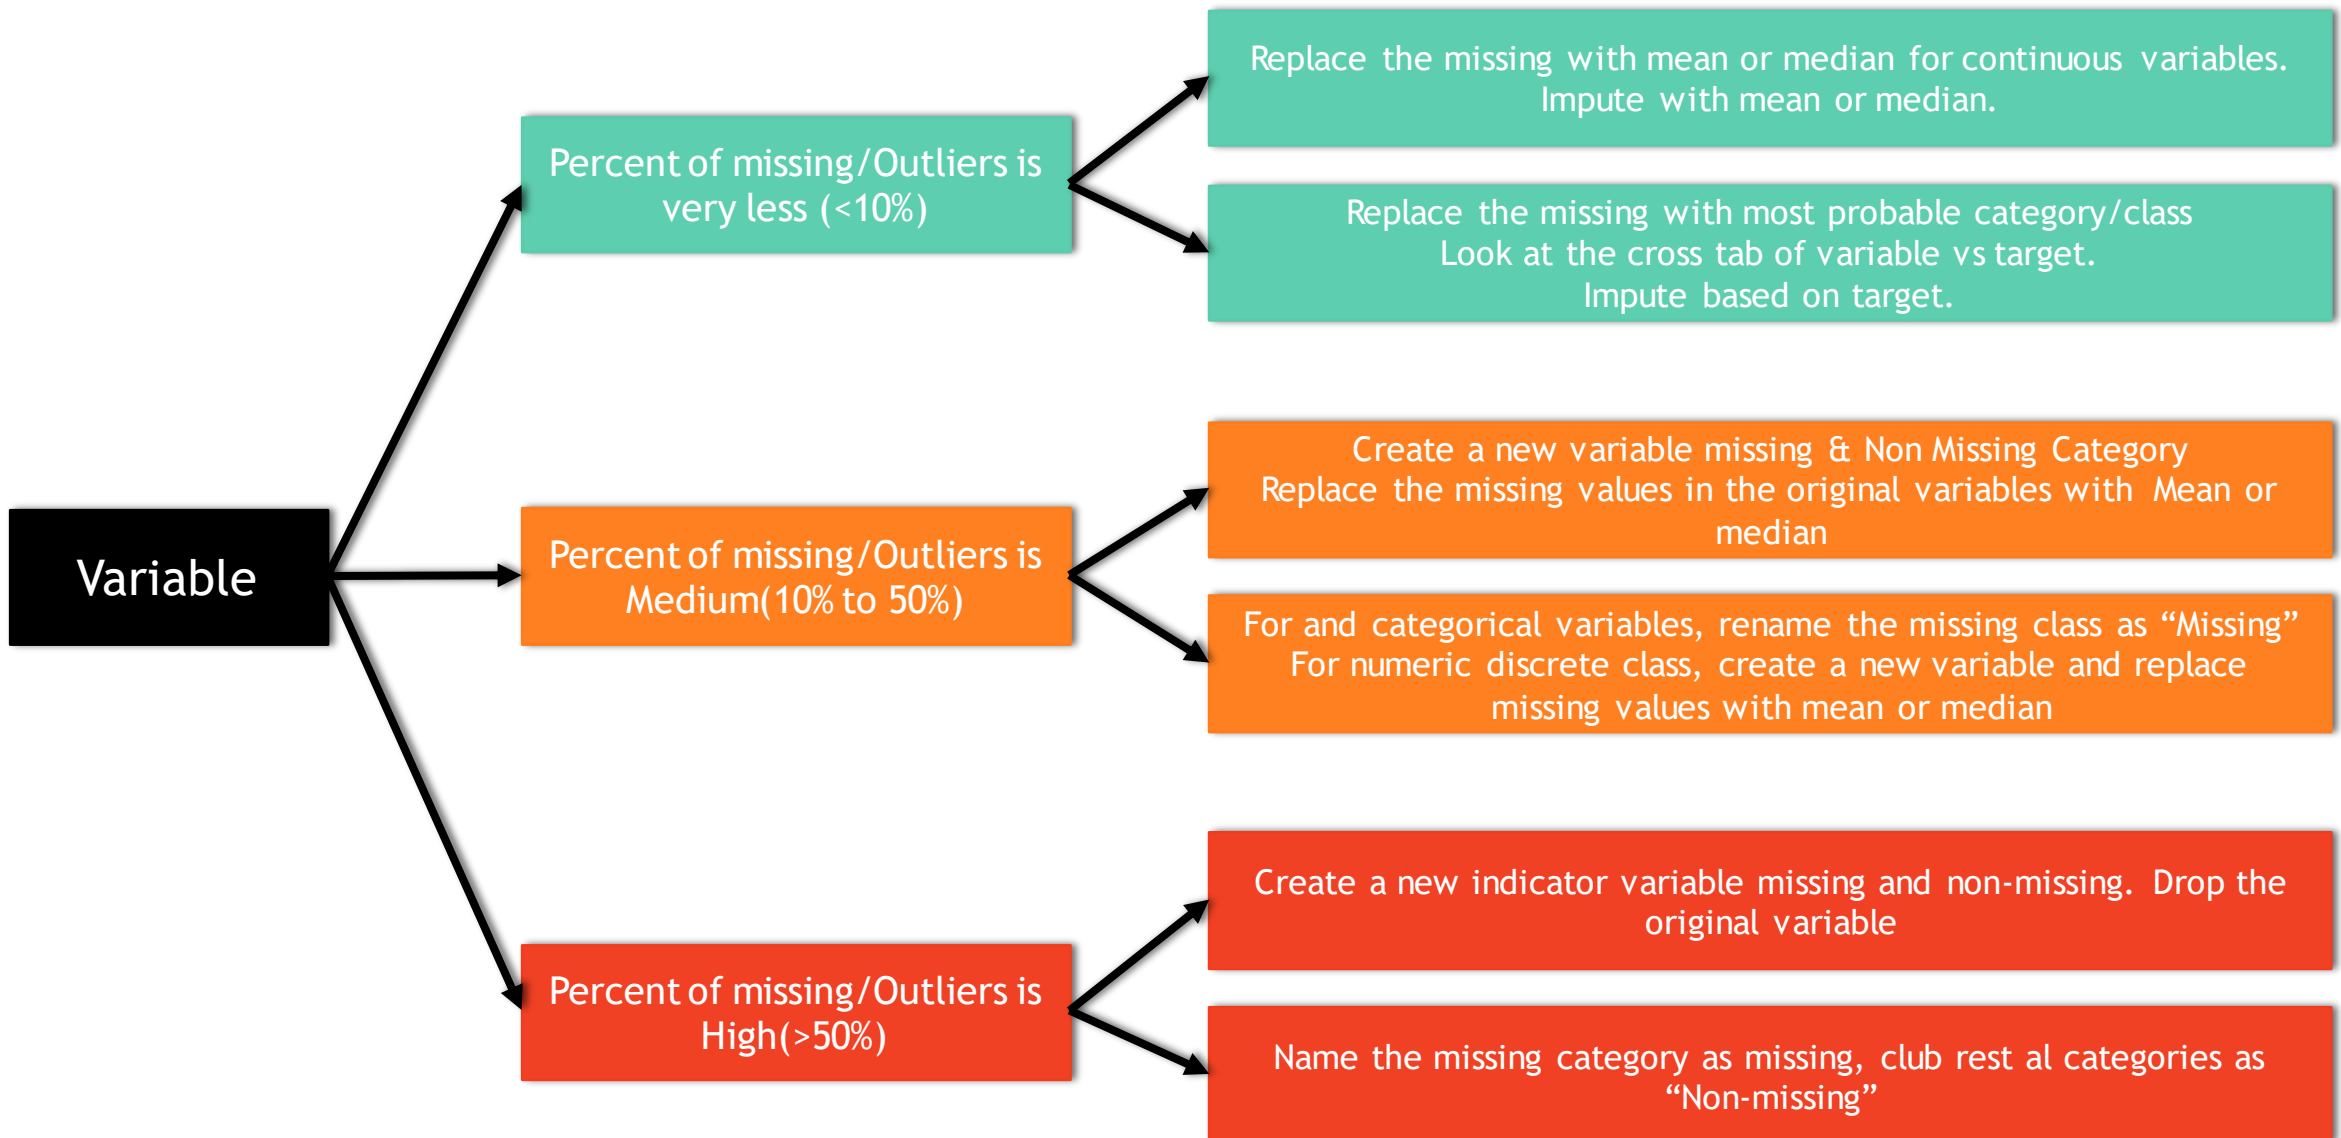 Variable
Percent of missing/Outliers is
very less (<10%)
Replace the missing with mean or median for continuous variables.
Impute with mean or median.
Replace the missing with most probable category/class
Look at the cross tab of variable vs target.
Impute based on target.
Percent of missing/Outliers is
Medium(10% to 50%)
Create a new variable missing & Non Missing Category
Replace the missing values in the original variables with Mean or
median
For and categorical variables, rename the missing class as “Missing”
For numeric discrete class, create a new variable and replace
missing values with mean or median
Percent of missing/Outliers is
High(>50%)
Create a new indicator variable missing and non-missing. Drop the
original variable
Name the missing category as missing, club rest al categories as
“Non-missing”